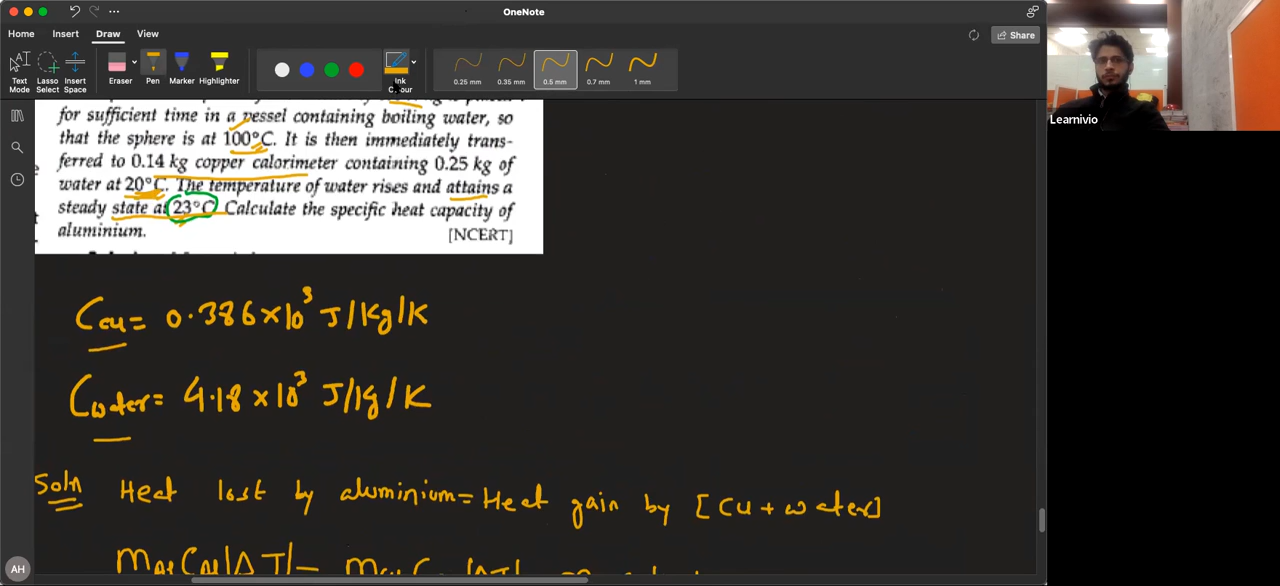 OneNote
Home Insert Draw View
Share
Text Mode
Lasso Select
Insert Space
Eraser
Pen
Marker
Highlighter
Ink Colour
0.25 mm
0.35 mm
0.5 mm
0.7 mm
1 mm
Learnivio
for sufficient time in a vessel containing boiling water, so
that the sphere is at 100°C. It is then immediately trans-
ferred to 0.14 kg copper calorimeter containing 0.25 kg of
water at 20°C. The temperature of water rises and attains a
steady state at 23°C Calculate the specific heat capacity of
aluminium. [NCERT]
Ccu= 0.386×10³ J/Kg/K
Cwater= 4.18×10³ J/Kg/K
Soln Heat lost by aluminium = Heat gain by [Cu + water]
AH